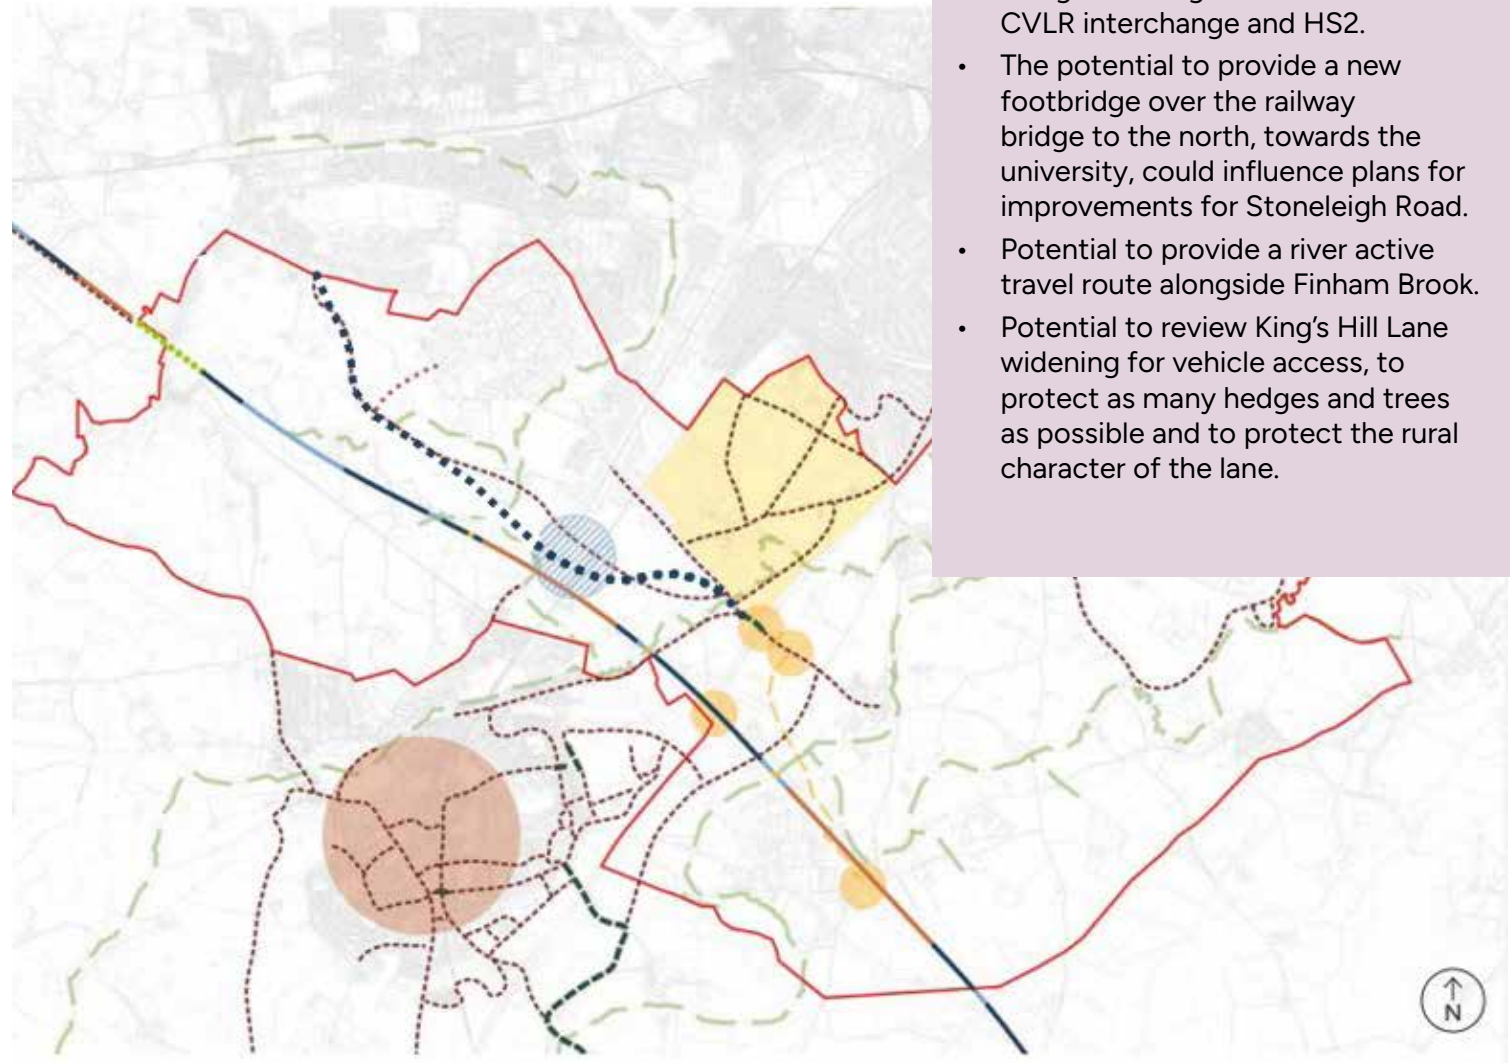 CVLR interchange and HS2.
• The potential to provide a new
footbridge over the railway
bridge to the north, towards the
university, could influence plans for
improvements for Stoneleigh Road.
• Potential to provide a river active
travel route alongside Finham Brook.
• Potential to review King’s Hill Lane
widening for vehicle access, to
protect as many hedges and trees
as possible and to protect the rural
character of the lane.
N